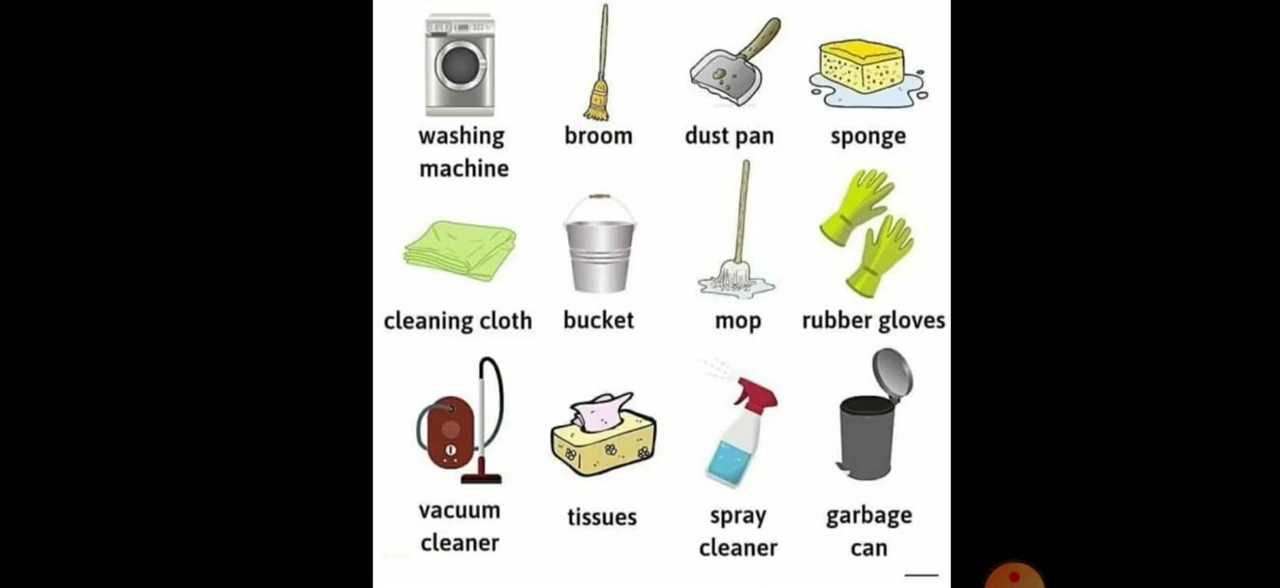 washing
machine
broom
dust pan
sponge
cleaning cloth
bucket
mop
rubber gloves
vacuum
cleaner
tissues
spray
cleaner
garbage
can